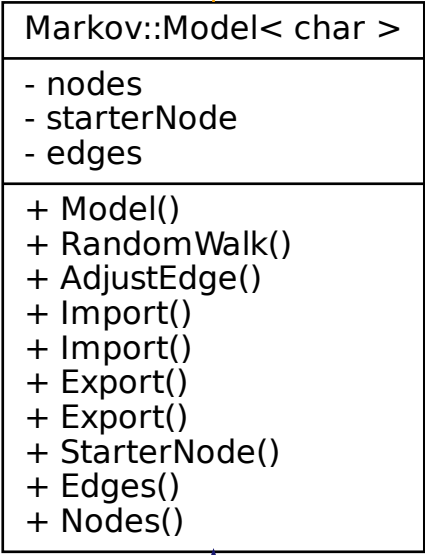 Markov::Model< char >
- nodes
- starterNode
- edges
+ Model()
+ RandomWalk()
+ AdjustEdge()
+ Import()
+ Import()
+ Export()
+ Export()
+ StarterNode()
+ Edges()
+ Nodes()